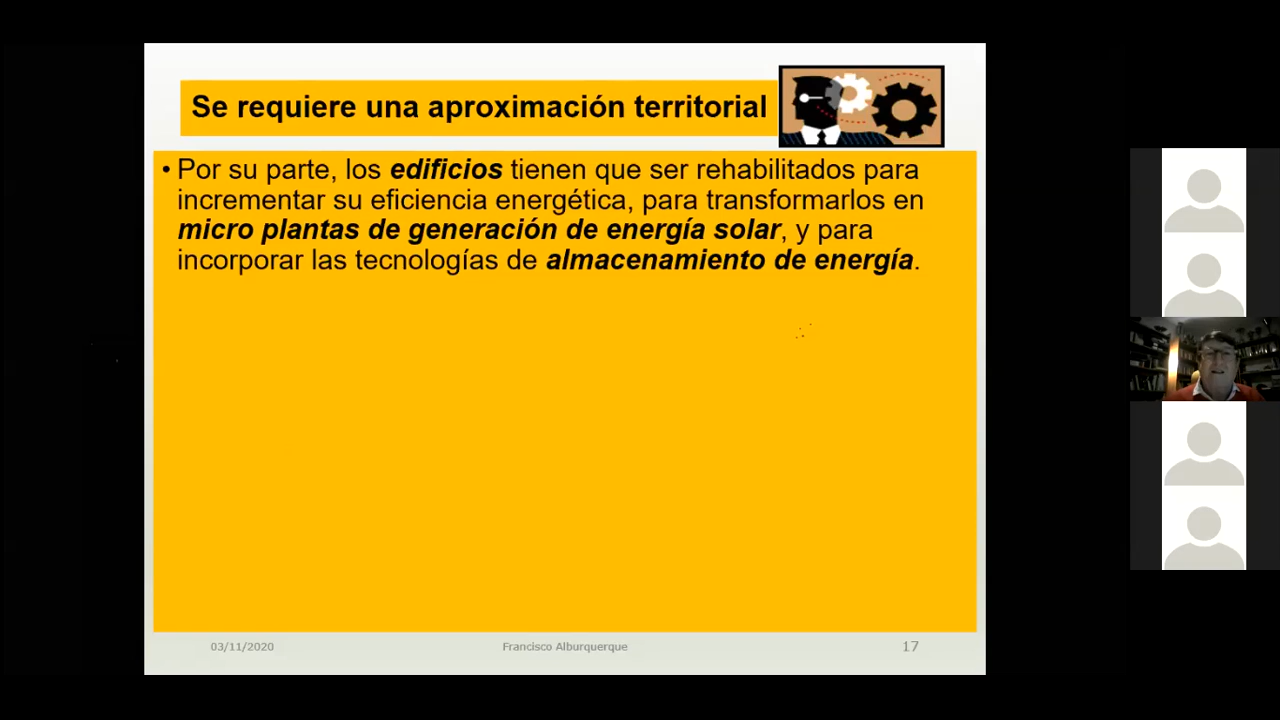 Se requiere una aproximación territorial
• Por su parte, los edificios tienen que ser rehabilitados para
incrementar su eficiencia energética, para transformarlos en
micro plantas de generación de energía solar, y para
incorporar las tecnologías de almacenamiento de energía.
03/11/2020
Francisco Alburquerque
17